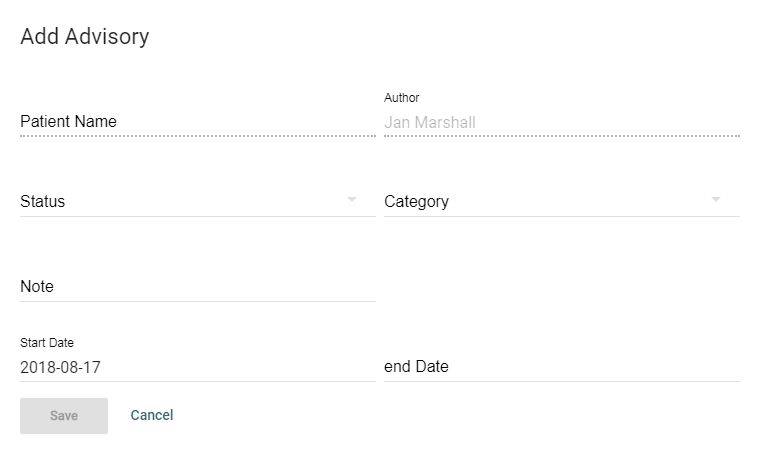 Add Advisory
Author
Patient Name
Jan Marshall
Status
Category
Note
Start Date
2018-08-17
end Date
Save
Cancel